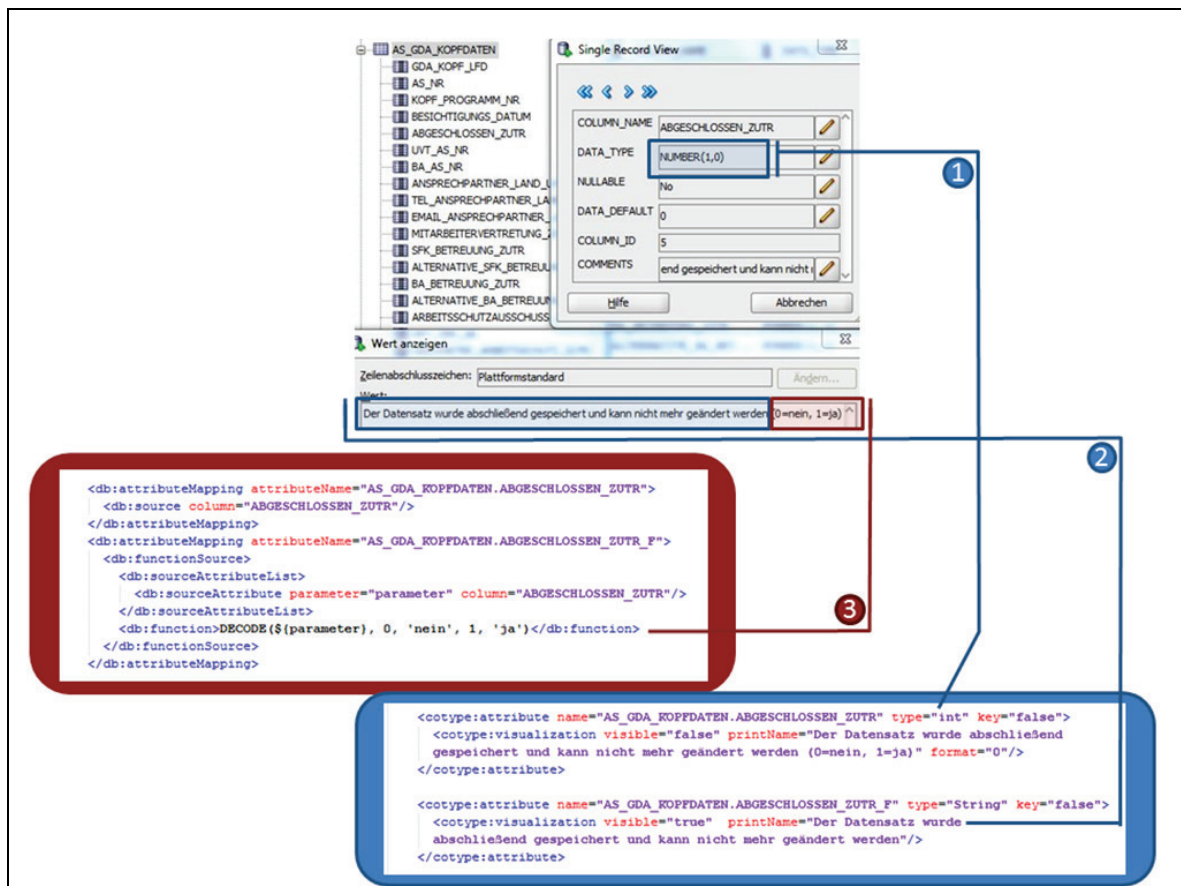 AS_GDA_KOPFDATEN
GDA_KOPF_LFD
AS_NR
KOPF_PROGRAMM_NR
BESICHTIGUNGS_DATUM
ABGESCHLOSSEN_ZUTR
UVT_AS_NR
BA_AS_NR
ANSPRECHPARTNER_LAND_
TEL_ANSPRECHPARTNER_LA
EMAIL_ANSPRECHPARTNER_
MITARBEITERVERTRETUNG_
SFK_BETREUUNG_ZUTR
ALTERNATIVE_SFK_BETREUU
BA_BETREUUNG_ZUTR
ALTERNATIVE_BA_BETREUUN
ARBEITSSCHUTZAUSSCHUSS
Single Record View
COLUMN_NAME ABGESCHLOSSEN_ZUTR
DATA_TYPE NUMBER(1,0)
NULLABLE No
DATA_DEFAULT 0
COLUMN_ID 5
COMMENTS end gespeichert und kann nicht
Hilfe Abbrechen
1
Wert anzeigen
Zeilenabschlusszeichen: Plattformstandard Ändern...
Wert:
Der Datensatz wurde abschließend gespeichert und kann nicht mehr geändert werden (0=nein, 1=ja)
2
<db:attributeMapping attributeName="AS_GDA_KOPFDATEN.ABGESCHLOSSEN_ZUTR">
<db:source column="ABGESCHLOSSEN_ZUTR"/>
</db:attributeMapping>
<db:attributeMapping attributeName="AS_GDA_KOPFDATEN.ABGESCHLOSSEN_ZUTR_F">
<db:functionSource>
<db:sourceAttributeList>
<db:sourceAttribute parameter="parameter" column="ABGESCHLOSSEN_ZUTR"/>
</db:sourceAttributeList>
<db:function>DECODE(${parameter}, 0, 'nein', 1, 'ja')</db:function>
</db:functionSource>
</db:attributeMapping>
3
<cotype:attribute name="AS_GDA_KOPFDATEN.ABGESCHLOSSEN_ZUTR" type="int" key="false">
<cotype:visualization visible="false" printName="Der Datensatz wurde abschließend
gespeichert und kann nicht mehr geändert werden (0=nein, 1=ja)" format="0"/>
</cotype:attribute>
<cotype:attribute name="AS_GDA_KOPFDATEN.ABGESCHLOSSEN_ZUTR_F" type="String" key="false">
<cotype:visualization visible="true" printName="Der Datensatz wurde
abschließend gespeichert und kann nicht mehr geändert werden"/>
</cotype:attribute>